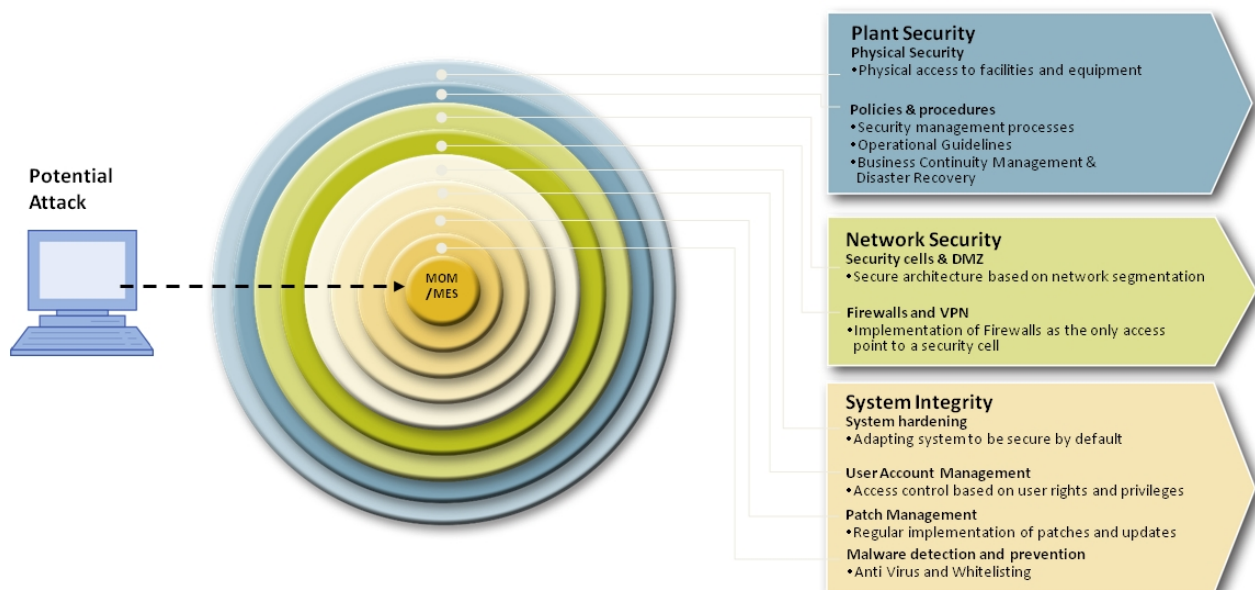 Potential
Attack
MOM
/MES
Plant Security
Physical Security
•Physical access to facilities and equipment
Policies & procedures
•Security management processes
•Operational Guidelines
•Business Continuity Management &
Disaster Recovery
Network Security
Security cells & DMZ
•Secure architecture based on network segmentation
Firewalls and VPN
•Implementation of Firewalls as the only access
point to a security cell
System Integrity
System hardening
•Adapting system to be secure by default
User Account Management
•Access control based on user rights and privileges
Patch Management
•Regular implementation of patches and updates
Malware detection and prevention
•Anti Virus and Whitelisting